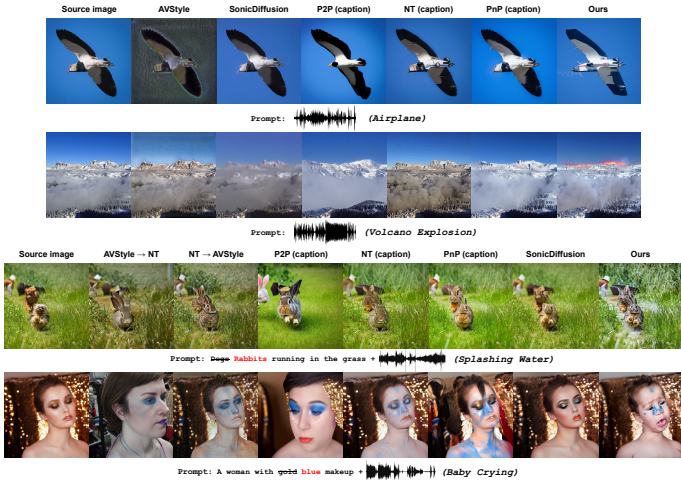 Source image AVStyle SonicDiffusion P2P (caption) NT (caption) PnP (caption) Ours
Prompt: (Airplane)
Prompt: (Volcano Explosion)
Source image AVStyle → NT NT → AVStyle P2P (caption) NT (caption) PnP (caption) SonicDiffusion Ours
Prompt: Dogs Rabbits running in the grass + (Splashing Water)
Prompt: A woman with gold blue makeup + (Baby Crying)